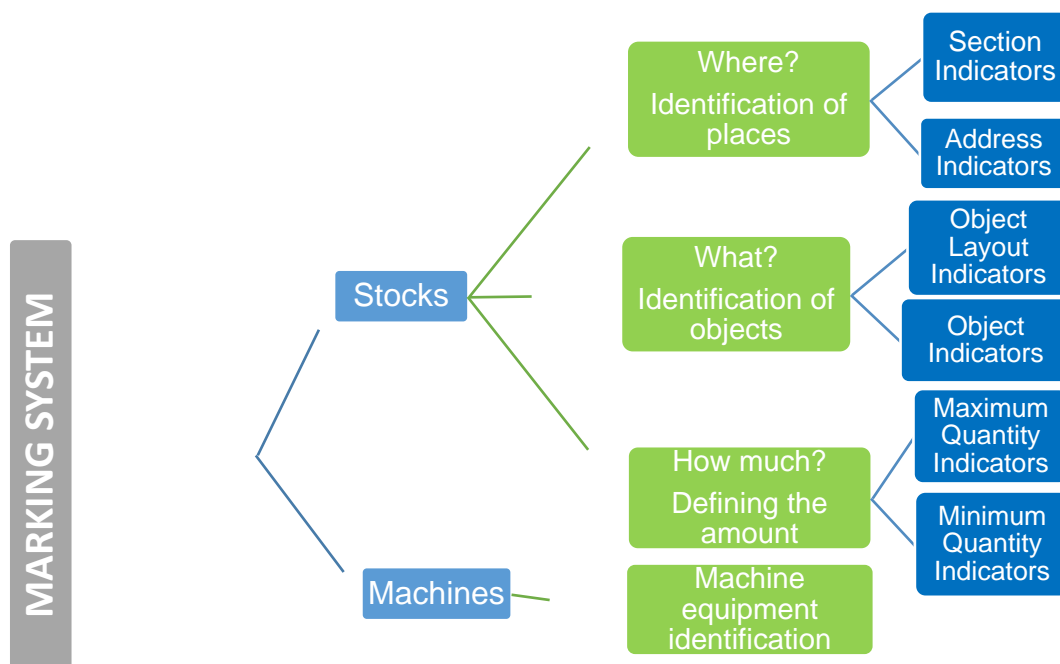 MARKING SYSTEM
Stocks
Machines
Where?
Identification of
places
Section
Indicators
Address
Indicators
What?
Identification of
objects
Object
Layout
Indicators
Object
Indicators
How much?
Defining the
amount
Maximum
Quantity
Indicators
Minimum
Quantity
Indicators
Machine
equipment
identification